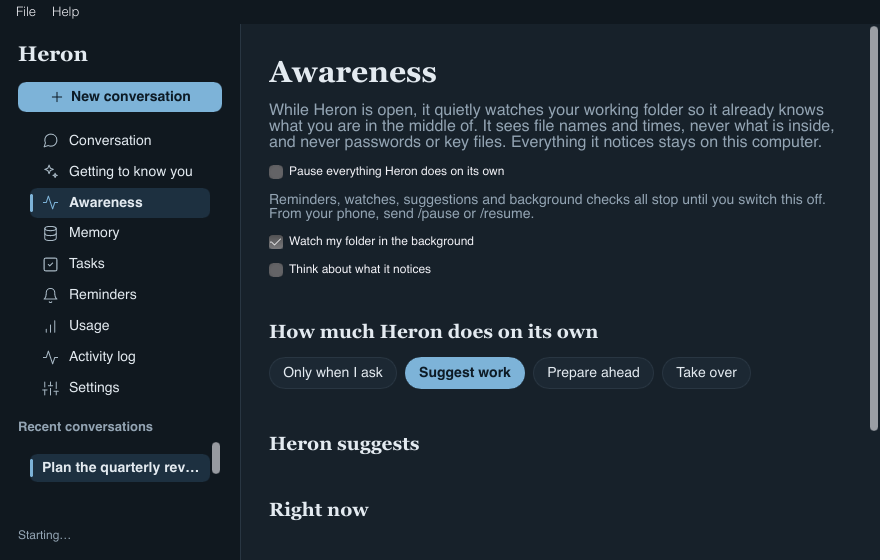 File Help
Heron
New conversation
Conversation
Getting to know you
Awareness
Memory
Tasks
Reminders
Usage
Activity log
Settings
Recent conversations
Plan the quarterly rev...
Starting...
Awareness
While Heron is open, it quietly watches your working folder so it already knows
what you are in the middle of. It sees file names and times, never what is inside,
and never passwords or key files. Everything it notices stays on this computer.
Pause everything Heron does on its own
Reminders, watches, suggestions and background checks all stop until you switch this off.
From your phone, send /pause or /resume.
Watch my folder in the background
Think about what it notices
How much Heron does on its own
Only when I ask Suggest work Prepare ahead Take over
Heron suggests
Right now